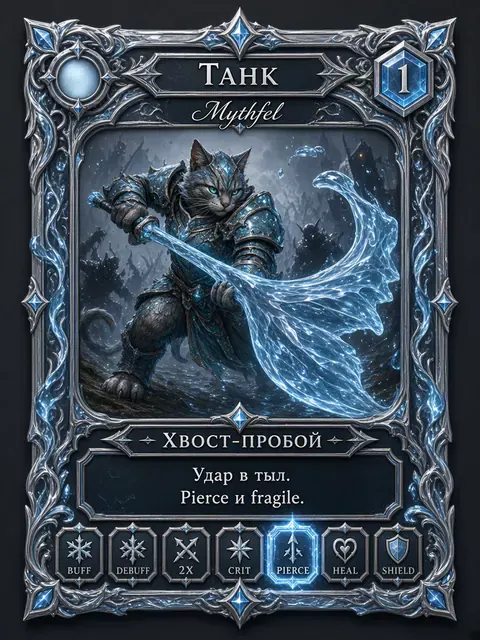 Танк
1
Mythfel
Хвост-пробой
Удар в тыл.
Pierce и fragile.
BUFF
DEBUFF
2X
CRIT
PIERCE
HEAL
SHIELD